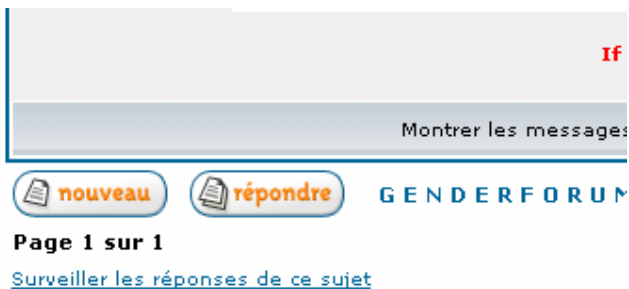 If
Montrer les messages
nouveau répondre GENDERFORUM
Page 1 sur 1
Surveiller les réponses de ce sujet